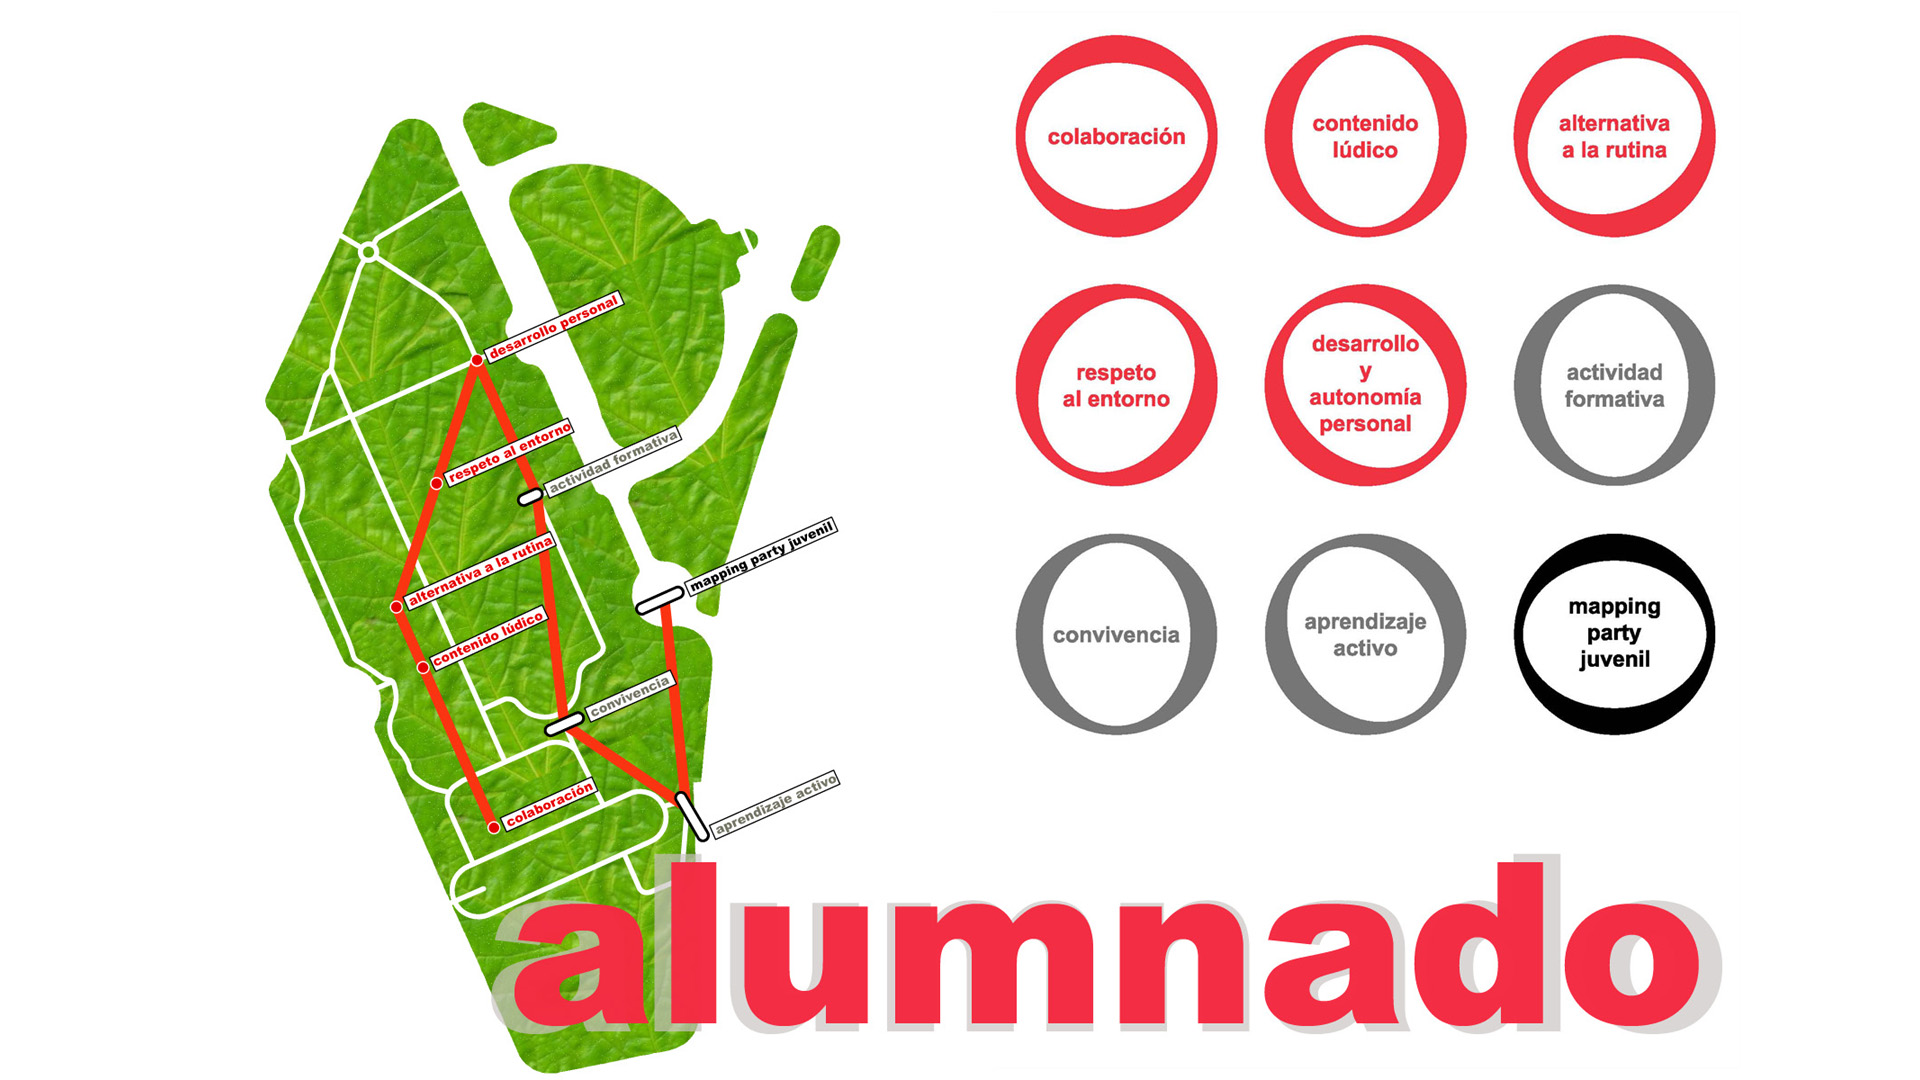 desarrollo personal
respeto al entorno
actividad formativa
mapping party juvenil
alternativa a la rutina
contenido lúdico
convivencia
colaboración
aprendizaje activo
colaboración
contenido
lúdico
alternativa
a la rutina
respeto
al entorno
desarrollo
y
autonomía
personal
actividad
formativa
convivencia
aprendizaje
activo
mapping
party
juvenil
alumnado